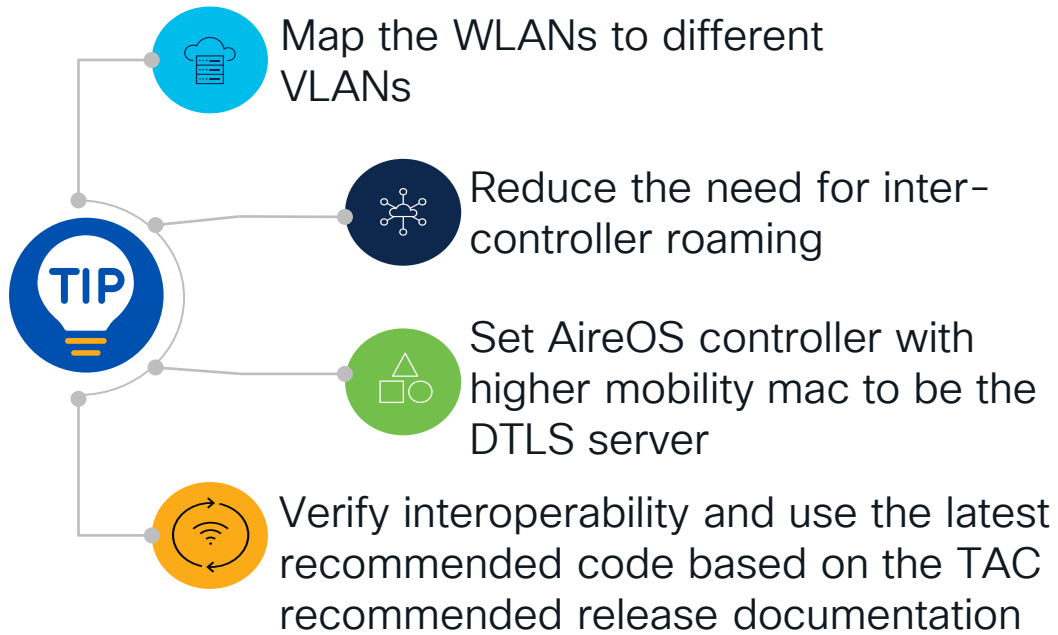 Map the WLANs to different
VLANs
Reduce the need for inter-
controller roaming
TIP
Set AireOS controller with
higher mobility mac to be the
DTLS server
Verify interoperability and use the latest
recommended code based on the TAC
recommended release documentation